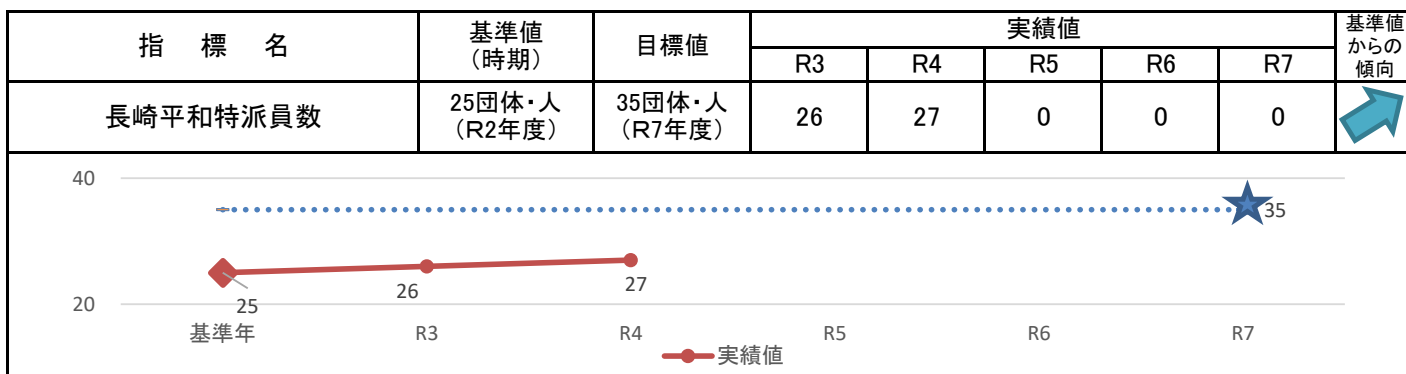 指 標 名 基準値 （時期） 目標値 実績値 基準値 からの 傾向
R3 R4 R5 R6 R7
長崎平和特派員数 25団体・人 （R2年度） 35団体・人 （R7年度） 26 27 0 0 0
40
35
25 26 27
20
基準年 R3 R4 R5 R6 R7
実績値